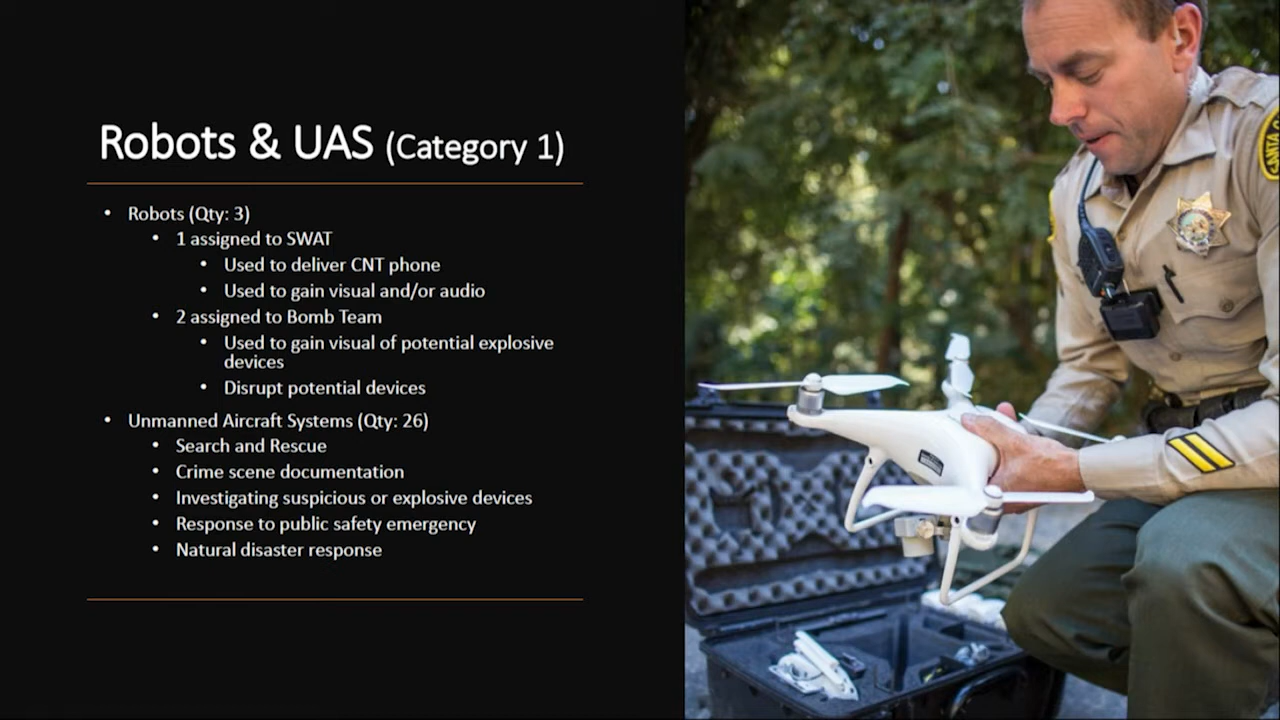 Robots & UAS (Category 1)
• Robots (Qty: 3)
• 1 assigned to SWAT
• Used to deliver CNT phone
• Used to gain visual and/or audio
• 2 assigned to Bomb Team
• Used to gain visual of potential explosive
devices
• Disrupt potential devices
• Unmanned Aircraft Systems (Qty: 26)
• Search and Rescue
• Crime scene documentation
• Investigating suspicious or explosive devices
• Response to public safety emergency
• Natural disaster response